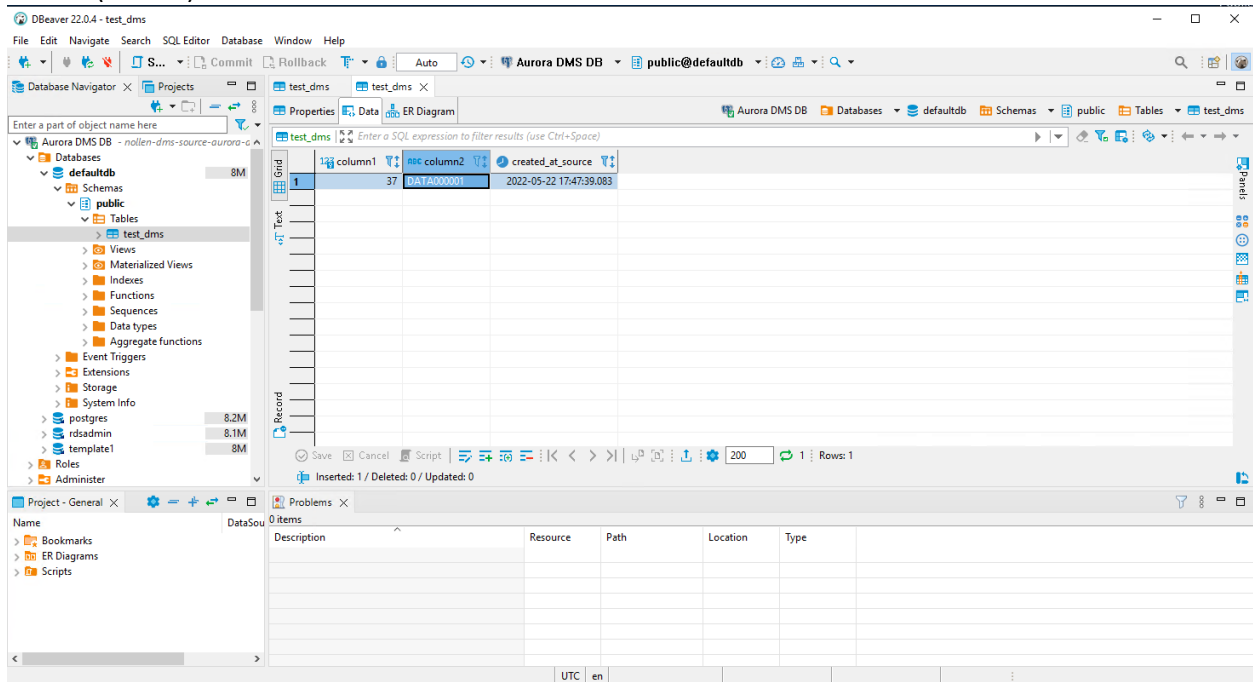 DBeaver 22.0.4 - test_dms
File Edit Navigate Search SQL Editor Database Window Help
S... Commit Rollback Auto Aurora DMS DB public@defaultdb
Database Navigator Projects
Enter a part of object name here
Aurora DMS DB - nollen-dms-source-aurora-c
Databases
defaultdb 8M
Schemas
public
Tables
test_dms
Views
Materialized Views
Indexes
Functions
Sequences
Data types
Aggregate functions
Event Triggers
Extensions
Storage
System Info
postgres 8.2M
rdsadmin 8.1M
template1 8M
Roles
Administer
test_dms test_dms
Properties Data ER Diagram Aurora DMS DB Databases defaultdb Schemas public Tables test_dms
test_dms Enter a SQL expression to filter results (use Ctrl+Space)
Grid
Text
Record
123 column1 ABC column2 created_at_source
1 37 DATA000001 2022-05-22 17:47:39.083
Panels
Save Cancel Script 200 1 Rows: 1
Inserted: 1 / Deleted: 0 / Updated: 0
Project - General
Name DataSou
Bookmarks
ER Diagrams
Scripts
Problems
0 items
Description Resource Path Location Type
UTC en